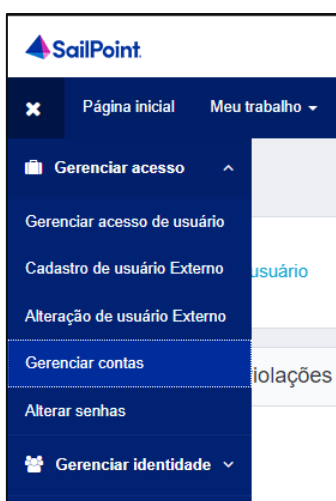 SailPoint.
Página inicial Meu trabalho
Gerenciar acesso
Gerenciar acesso de usuário
Cadastro de usuário Externo
usuário
Alteração de usuário Externo
Gerenciar contas
iolações
Alterar senhas
Gerenciar identidade